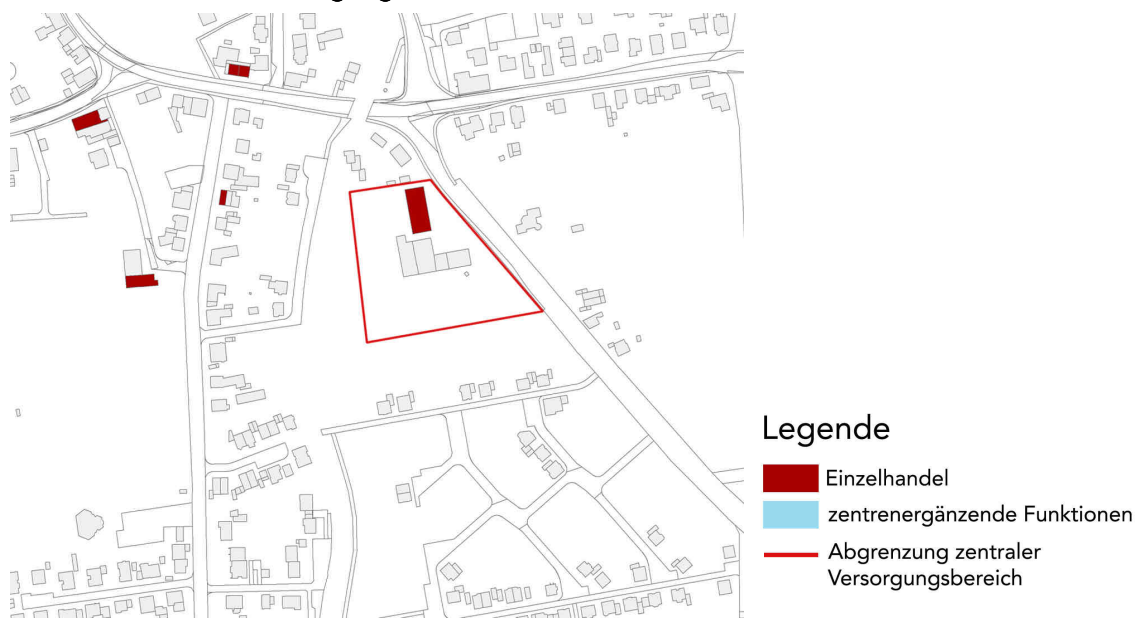 Legende
Einzelhandel
zentrenergänzende Funktionen
Abgrenzung zentraler
Versorgungsbereich